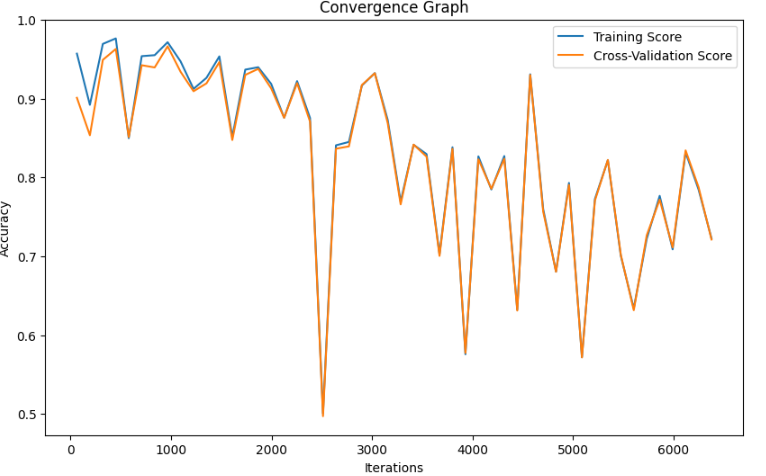 Convergence Graph
Training Score
Cross-Validation Score
1.0
0.9
0.8
0.7
0.6
0.5
Accuracy
0 1000 2000 3000 4000 5000 6000
Iterations